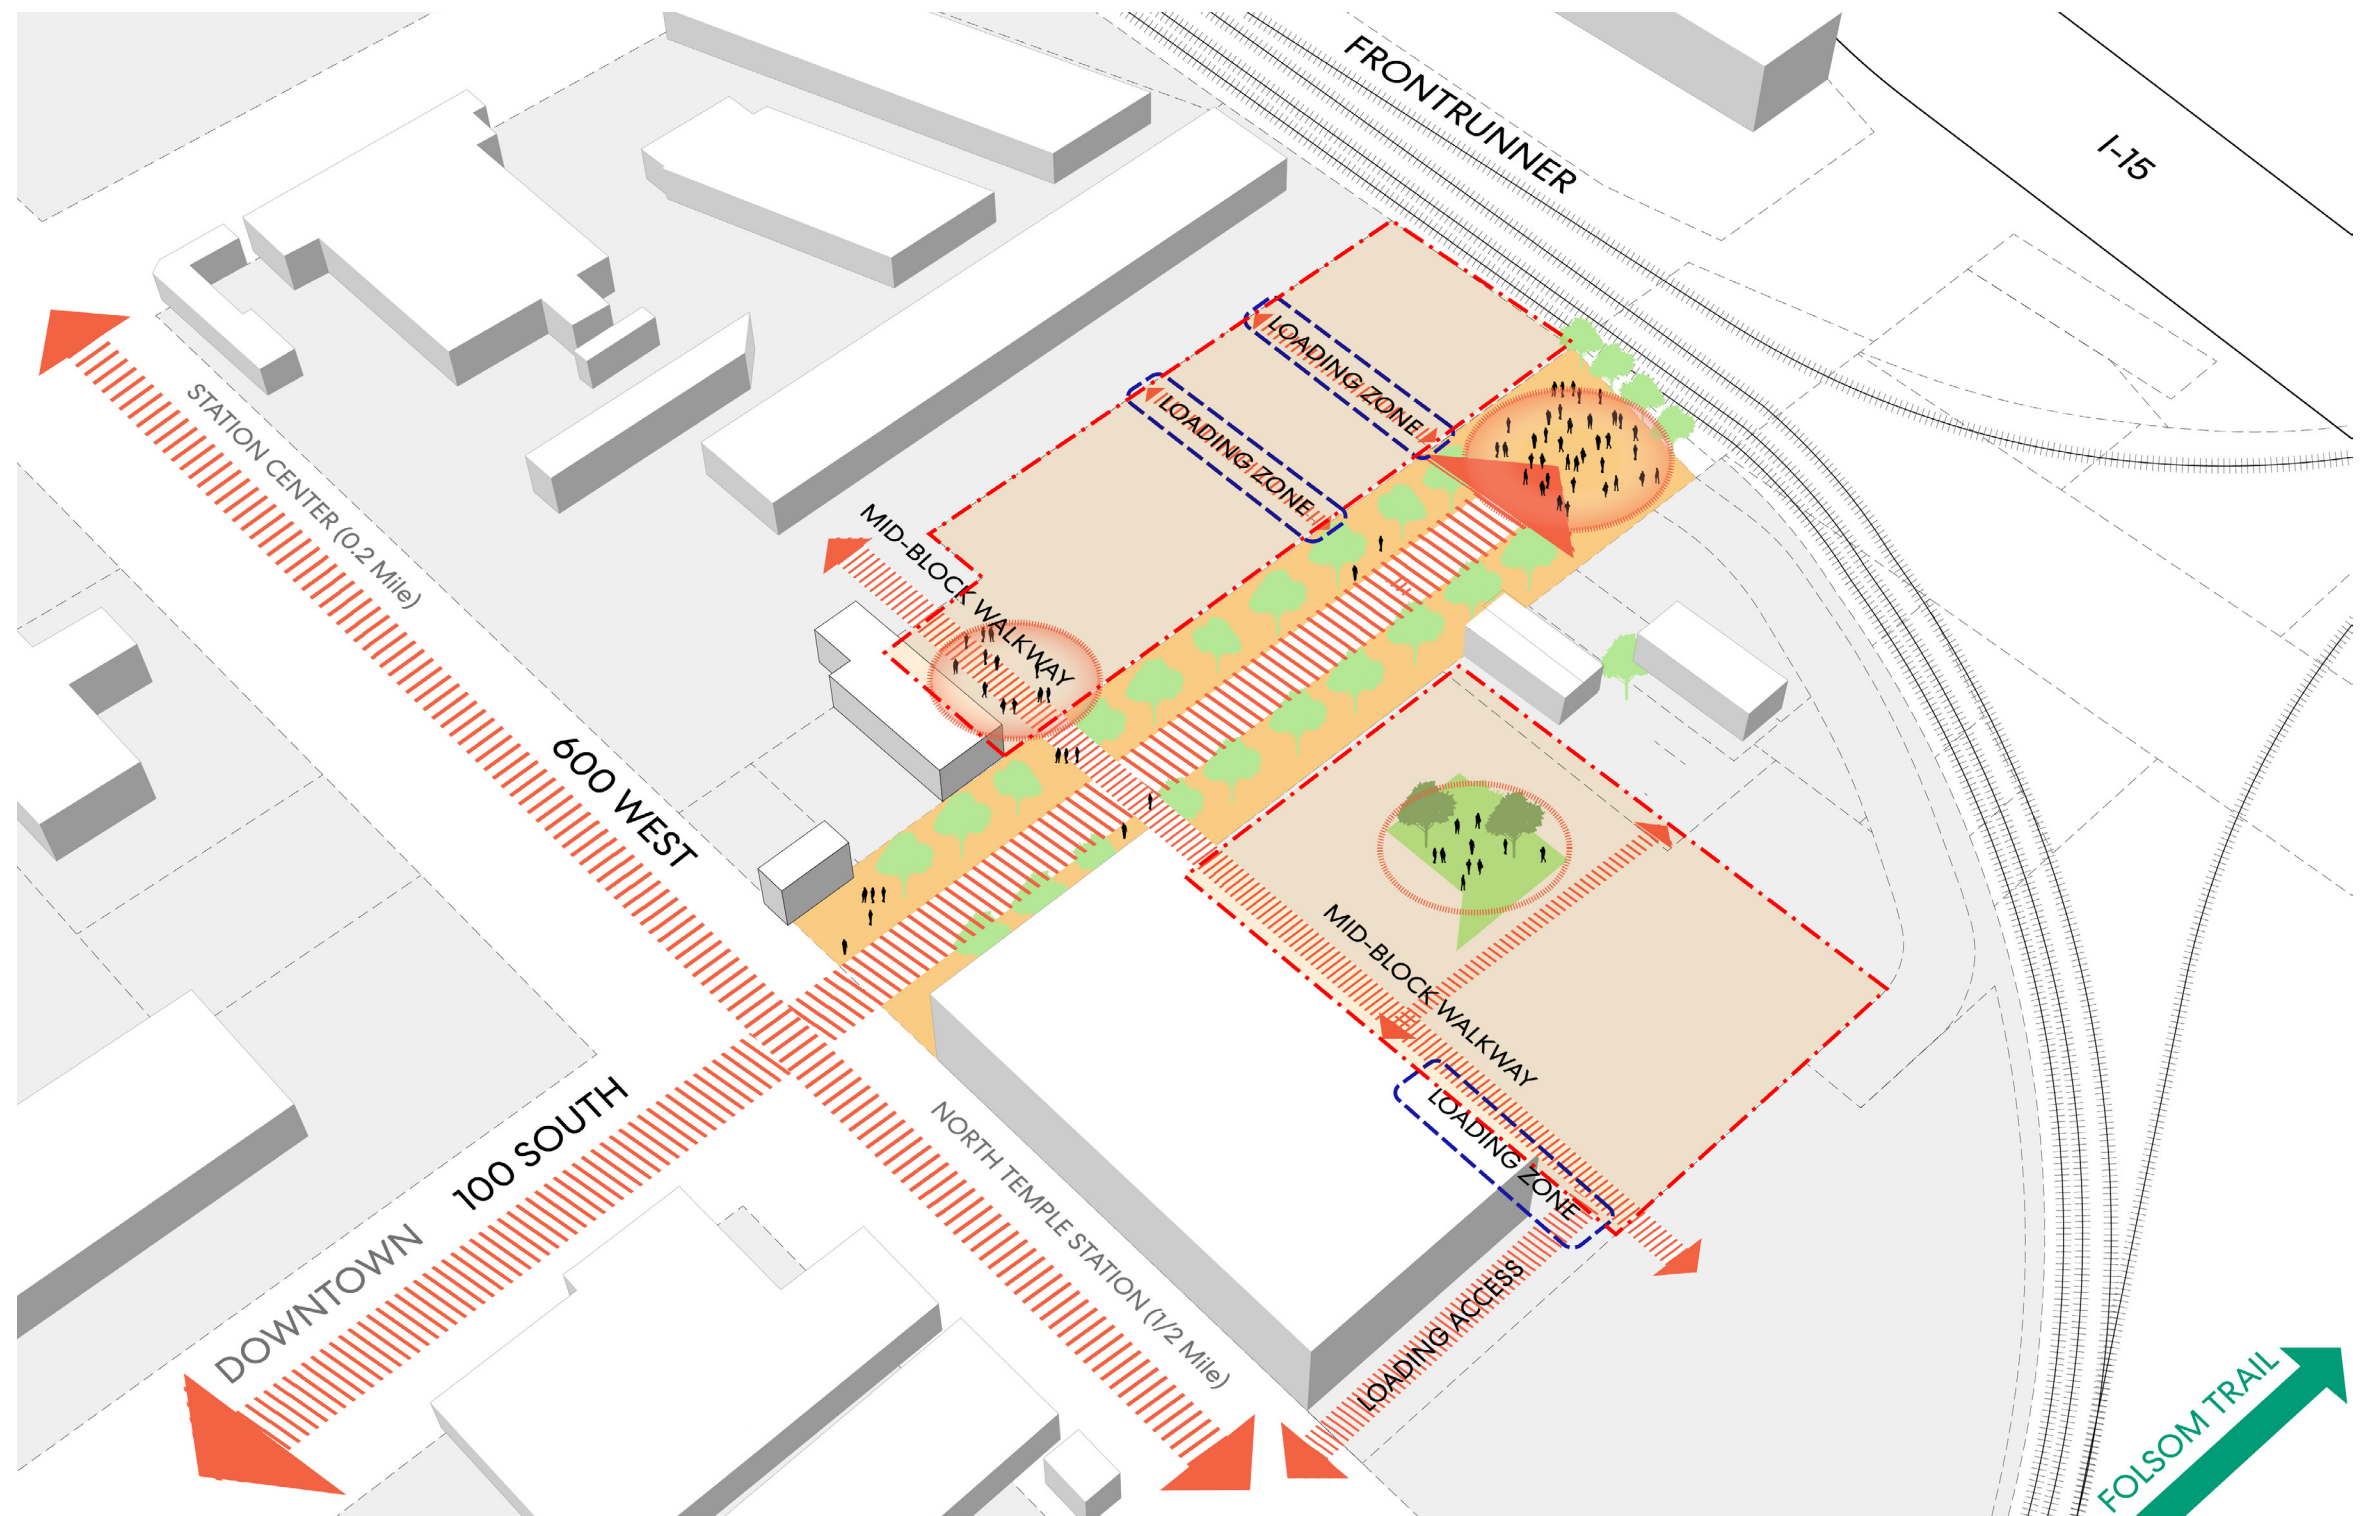 FRONTRUNNER
I-15
LOADING ZONE
LOADING ZONE
STATION CENTER (0.2 Mile)
MID-BLOCK WALKWAY
600 WEST
MID-BLOCK WALKWAY
100 SOUTH
LOADING ZONE
NORTH TEMPLE STATION (1/2 Mile)
DOWNTOWN
LOADING ACCESS
FOLSOM TRAIL